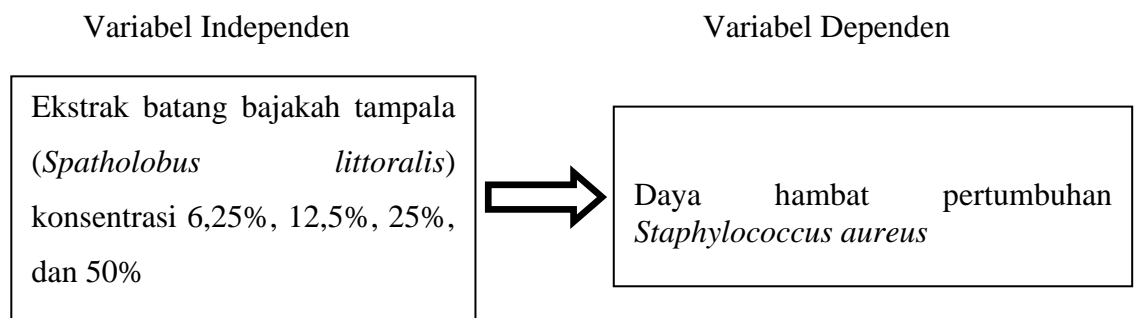 Variabel Independen
Variabel Dependen
Ekstrak batang bajakah tampala
(Spatholobus littoralis)
konsentrasi 6,25%, 12,5%, 25%,
dan 50%
Daya hambat pertumbuhan
Staphylococcus aureus